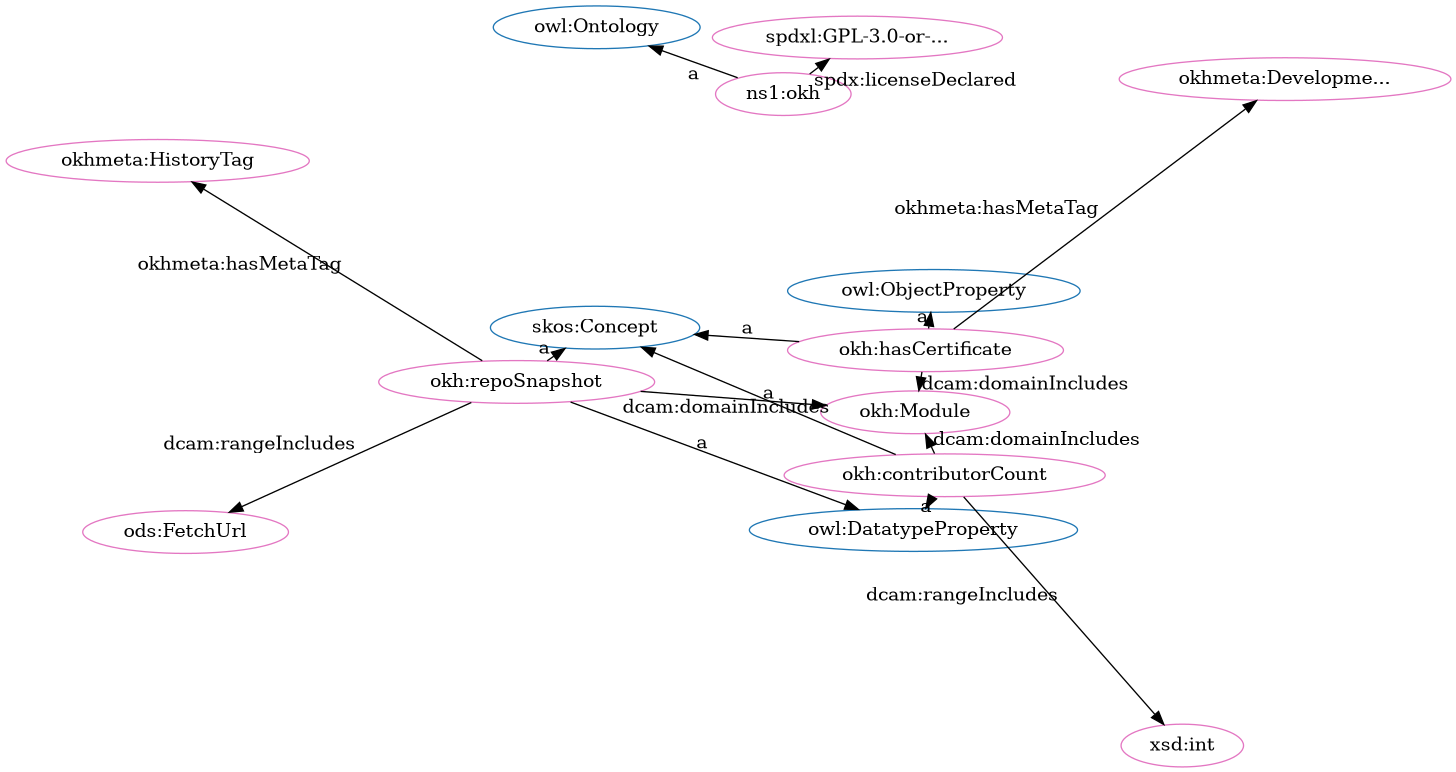 owl:Ontology
spdxl:GPL-3.0-or-...
a
spdx:licenseDeclared
ns1:okh
okhmeta:Developme...
okhmeta:HistoryTag
okhmeta:hasMetaTag
okhmeta:hasMetaTag
owl:ObjectProperty
a
skos:Concept
a
a
okh:hasCertificate
okh:repoSnapshot
dcam:domainIncludes
a
dcam:domainIncludes
okh:Module
dcam:rangeIncludes
a
dcam:domainIncludes
okh:contributorCount
a
ods:FetchUrl
owl:DatatypeProperty
dcam:rangeIncludes
xsd:int